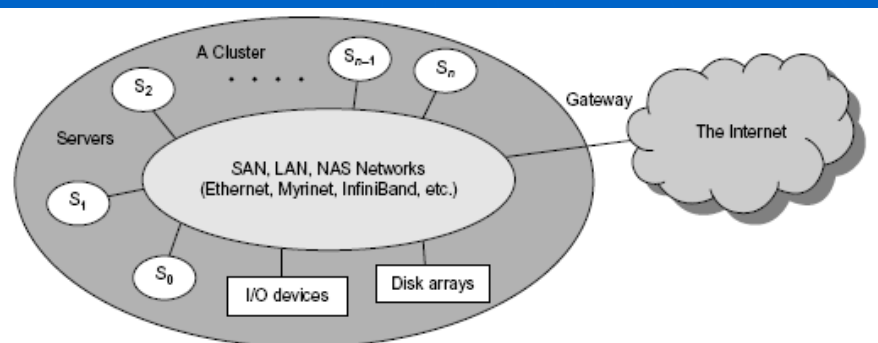 A Cluster
S₂
. . . .
Sₙ₋₁
Sₙ
Gateway
Servers
The Internet
SAN, LAN, NAS Networks
(Ethernet, Myrinet, InfiniBand, etc.)
S₁
S₀
I/O devices
Disk arrays